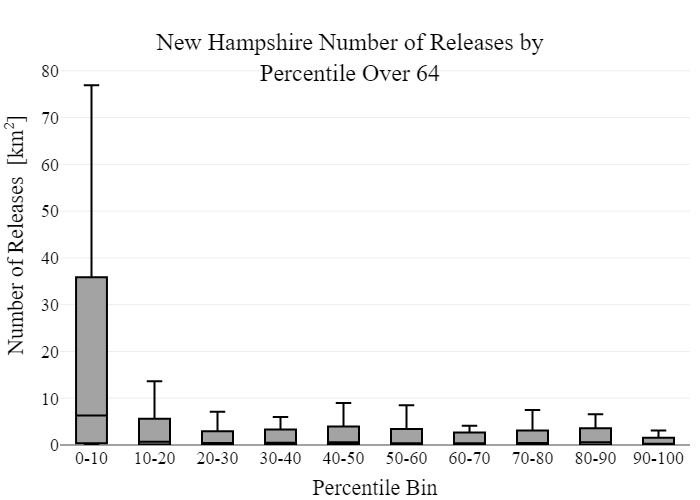 New Hampshire Number of Releases by
Percentile Over 64
Number of Releases [km²]
80
70
60
50
40
30
20
10
0
0-10 10-20 20-30 30-40 40-50 50-60 60-70 70-80 80-90 90-100
Percentile Bin